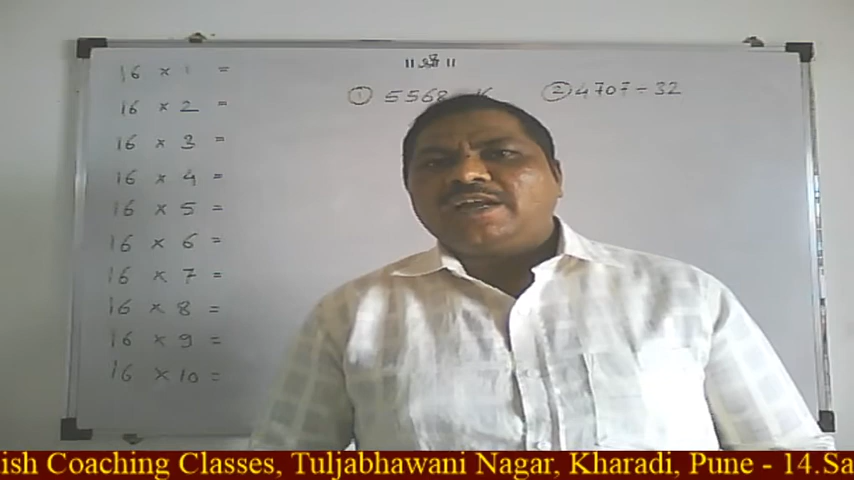 ॥ श्री ॥
16 × 1 =
16 × 2 =
16 × 3 =
16 × 4 =
16 × 5 =
16 × 6 =
16 × 7 =
16 × 8 =
16 × 9 =
16 × 10 =
① 5568
② 4707 ÷ 32
ish Coaching Classes, Tuljabhawani Nagar, Kharadi, Pune - 14.Sa